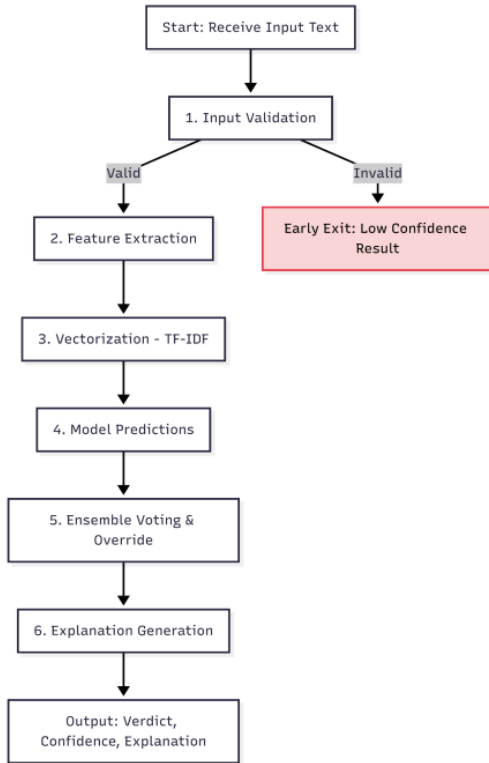 Start: Receive Input Text
1. Input Validation
Valid
Invalid
2. Feature Extraction
Early Exit: Low Confidence
Result
3. Vectorization - TF-IDF
4. Model Predictions
5. Ensemble Voting &
Override
6. Explanation Generation
Output: Verdict,
Confidence, Explanation